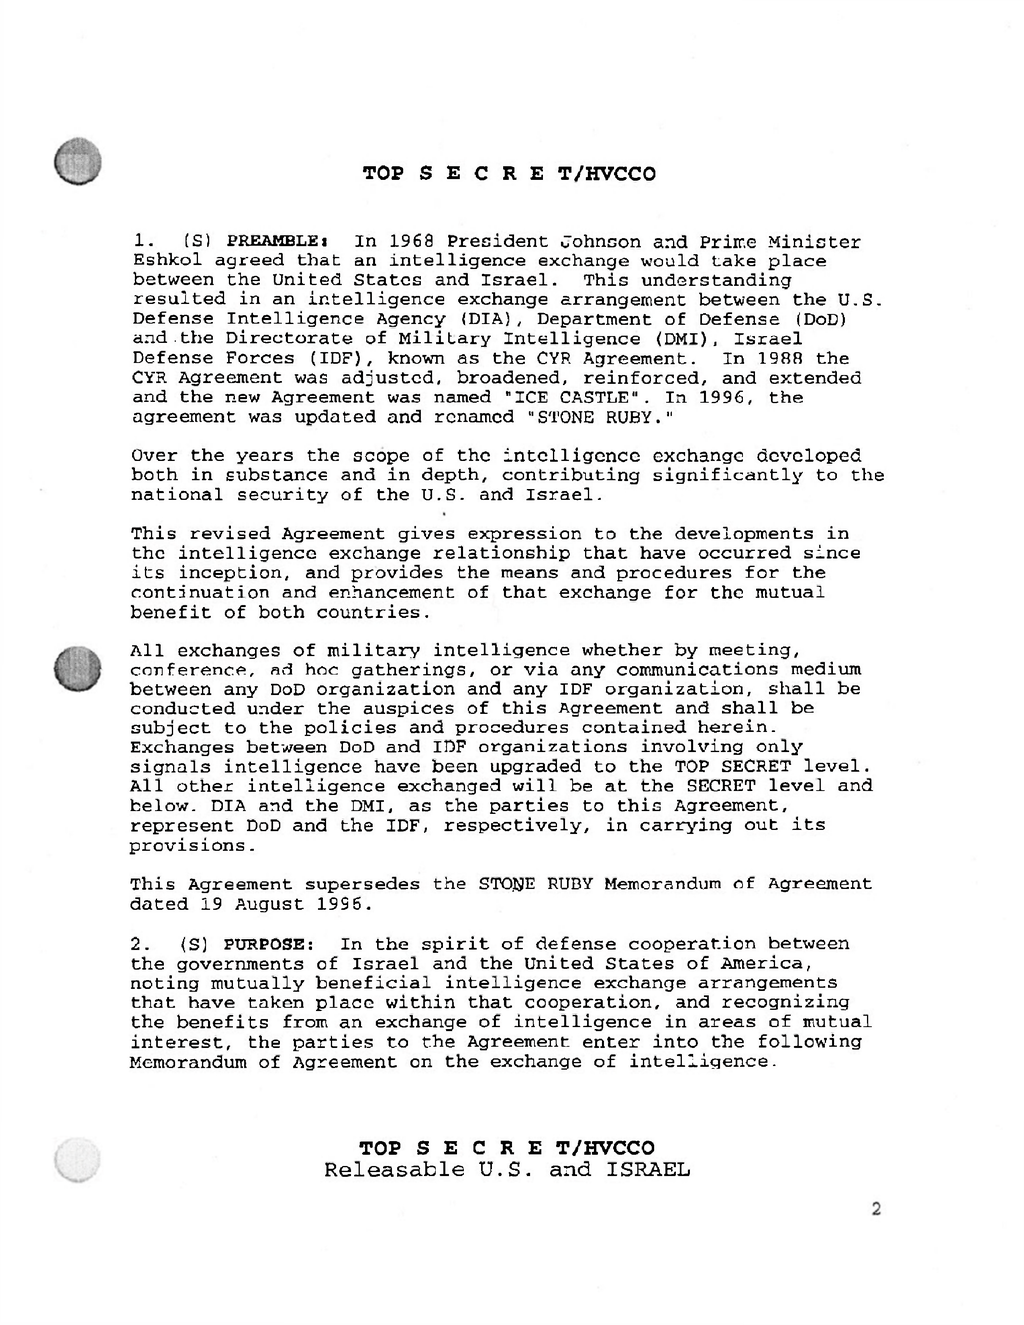 TOP S E C R E T/HVCCO
1. (S) PREAMBLE: In 1968 President Johnson and Prime Minister
Eshkol agreed that an intelligence exchange would take place
between the United States and Israel. This understanding
resulted in an intelligence exchange arrangement between the U.S.
Defense Intelligence Agency (DIA), Department of Defense (DoD)
and the Directorate of Military Intelligence (DMI), Israel
Defense Forces (IDF), known as the CYR Agreement. In 1988 the
CYR Agreement was adjusted, broadened, reinforced, and extended
and the new Agreement was named "ICE CASTLE". In 1996, the
agreement was updated and renamed "STONE RUBY."
Over the years the scope of the intelligence exchange developed
both in substance and in depth, contributing significantly to the
national security of the U.S. and Israel.
This revised Agreement gives expression to the developments in
the intelligence exchange relationship that have occurred since
its inception, and provides the means and procedures for the
continuation and enhancement of that exchange for the mutual
benefit of both countries.
All exchanges of military intelligence whether by meeting,
conference, ad hoc gatherings, or via any communications medium
between any DoD organization and any IDF organization, shall be
conducted under the auspices of this Agreement and shall be
subject to the policies and procedures contained herein.
Exchanges between DoD and IDF organizations involving only
signals intelligence have been upgraded to the TOP SECRET level.
All other intelligence exchanged will be at the SECRET level and
below. DIA and the DMI, as the parties to this Agreement,
represent DoD and the IDF, respectively, in carrying out its
provisions.
This Agreement supersedes the STONE RUBY Memorandum of Agreement
dated 19 August 1996.
2. (S) PURPOSE: In the spirit of defense cooperation between
the governments of Israel and the United States of America,
noting mutually beneficial intelligence exchange arrangements
that have taken place within that cooperation, and recognizing
the benefits from an exchange of intelligence in areas of mutual
interest, the parties to the Agreement enter into the following
Memorandum of Agreement on the exchange of intelligence.
TOP S E C R E T/HVCCO
Releasable U.S. and ISRAEL
2